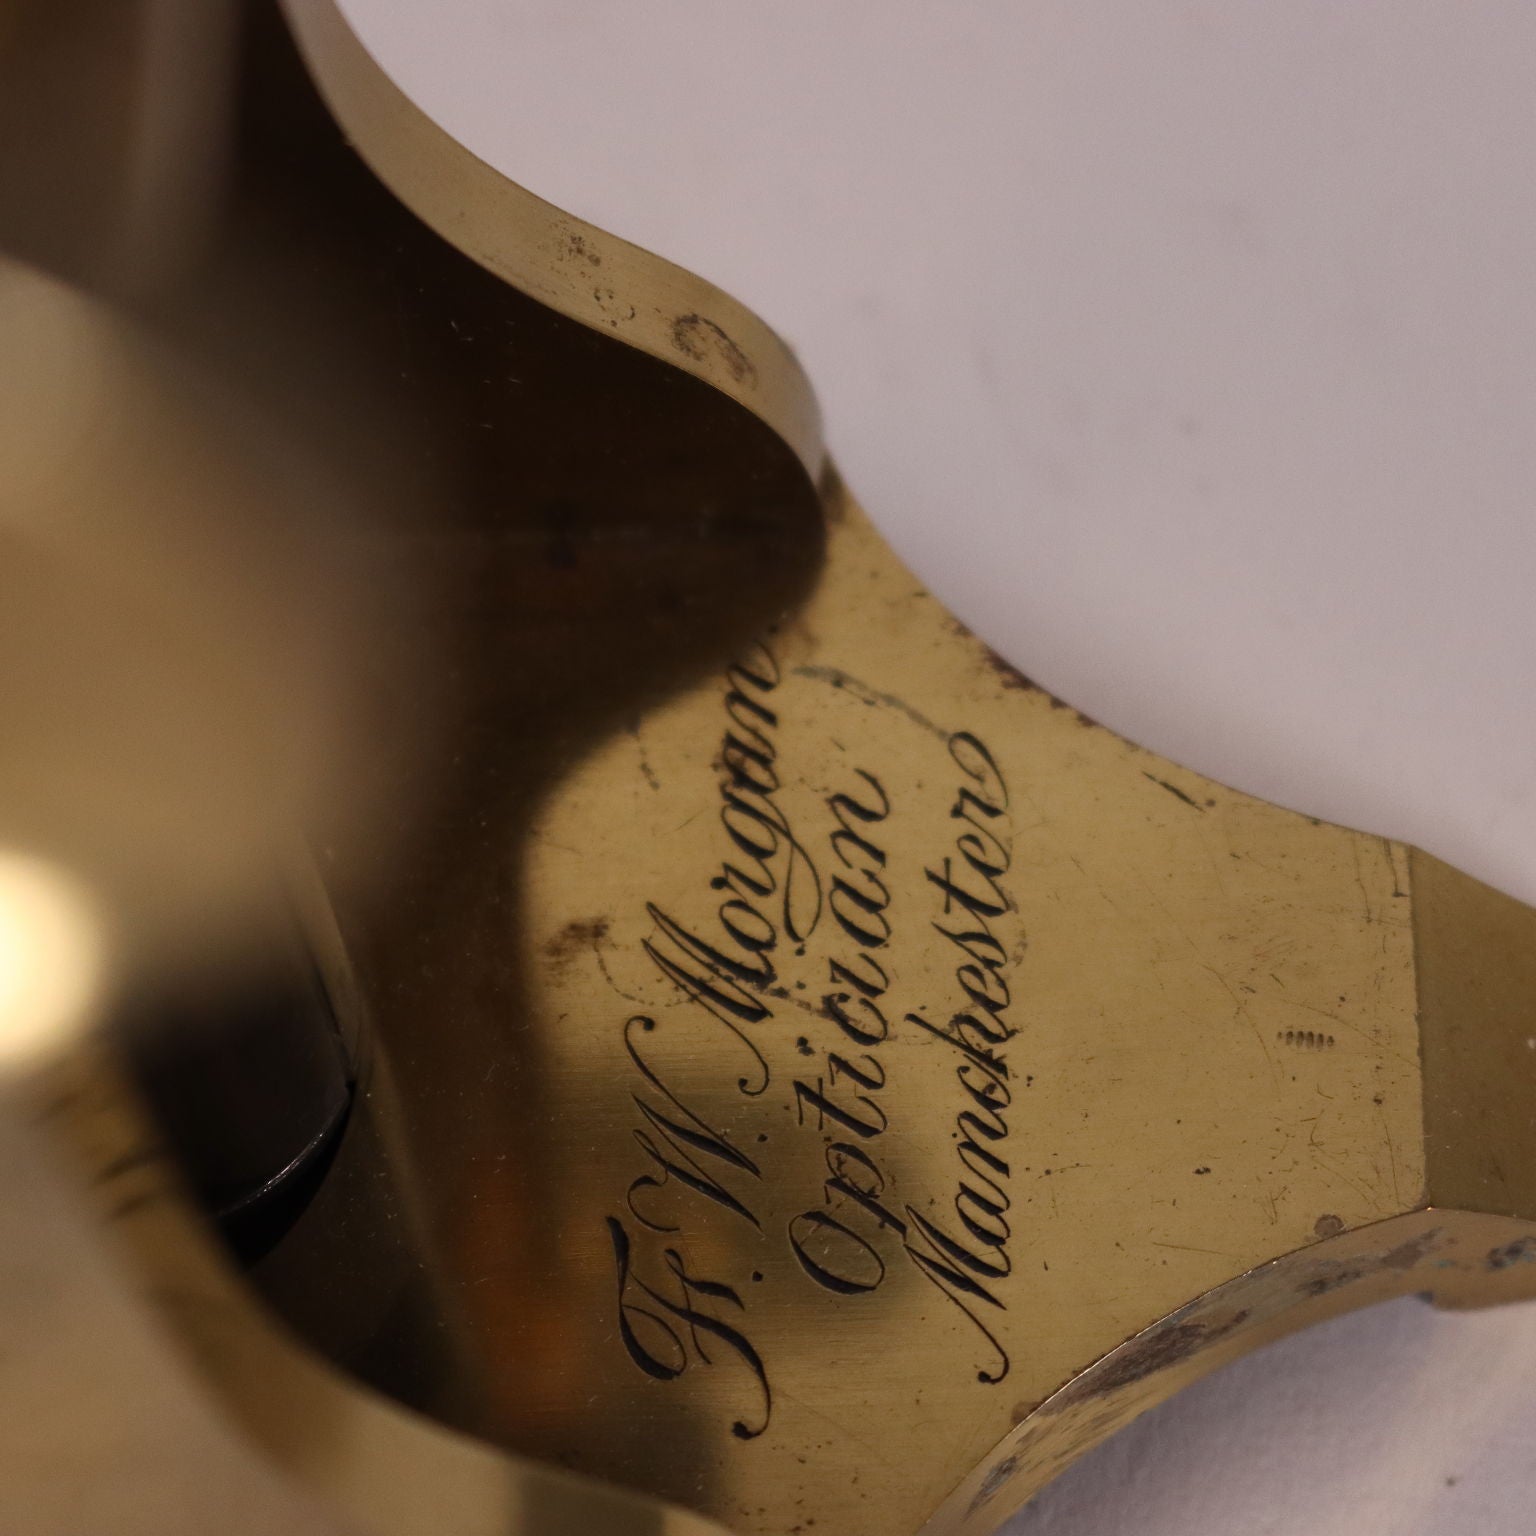 F. W. Morgan
Optician
Manchester